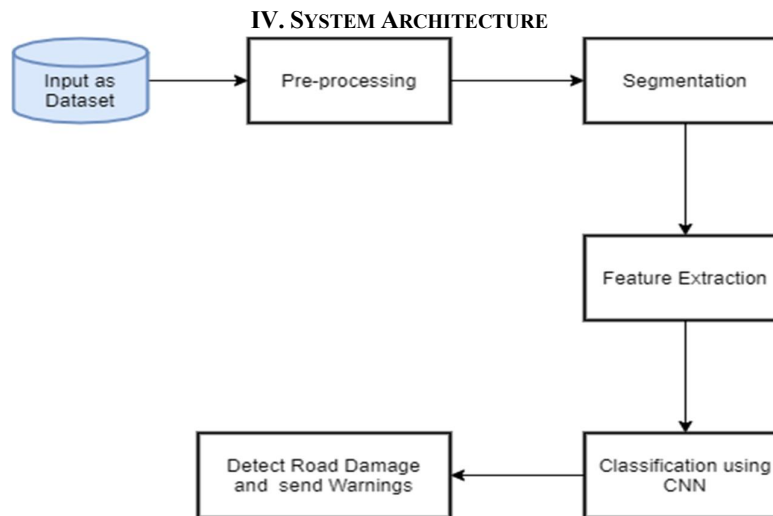 IV. SYSTEM ARCHITECTURE
Input as
Dataset
Pre-processing
Segmentation
Feature Extraction
Classification using
CNN
Detect Road Damage
and send Warnings